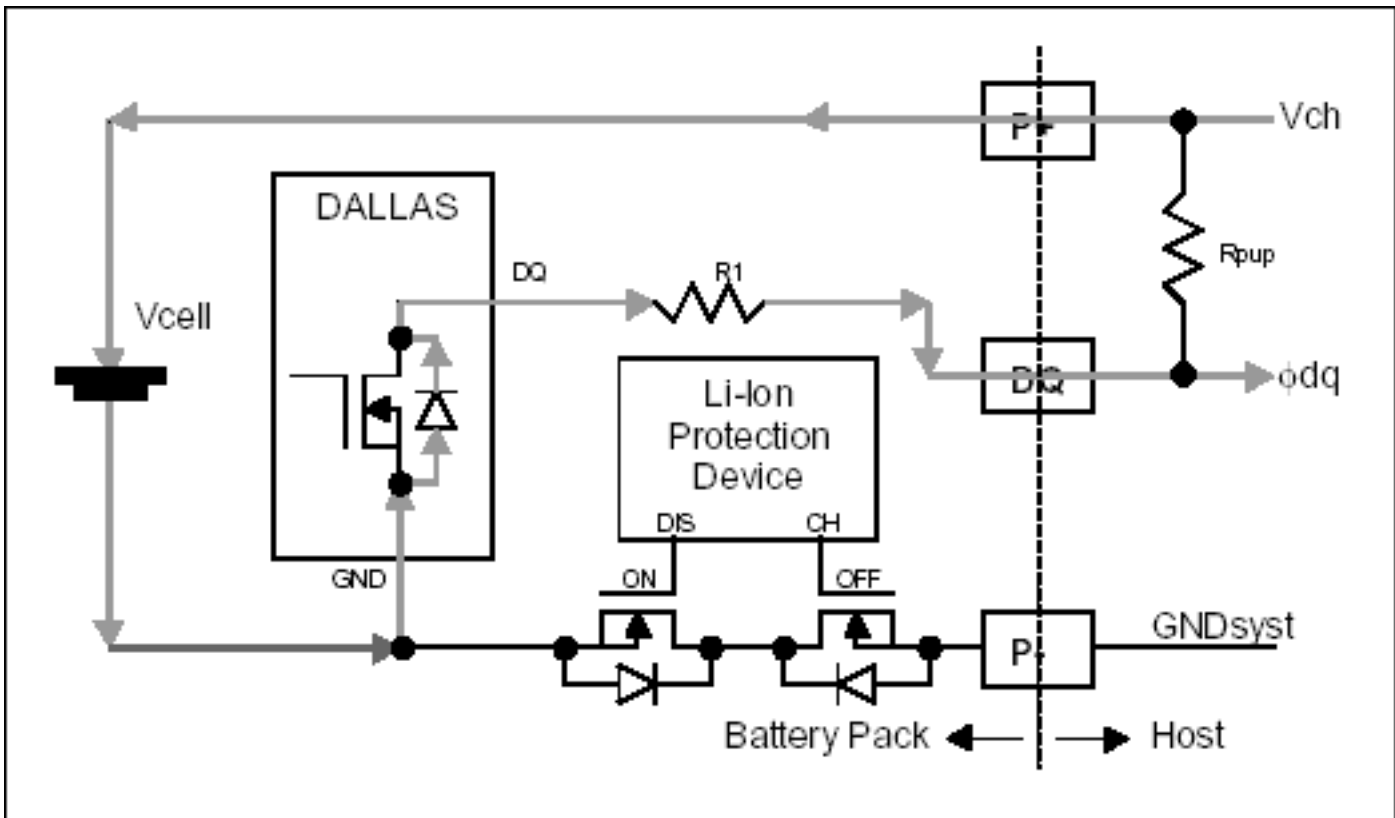 P+
Vch
DALLAS
Rpup
DQ
R1
Vcell
DQ
ϕdq
Li-Ion
Protection
Device
DIS
CH
GND
ON
OFF
GNDsyst
P-
Battery Pack
Host